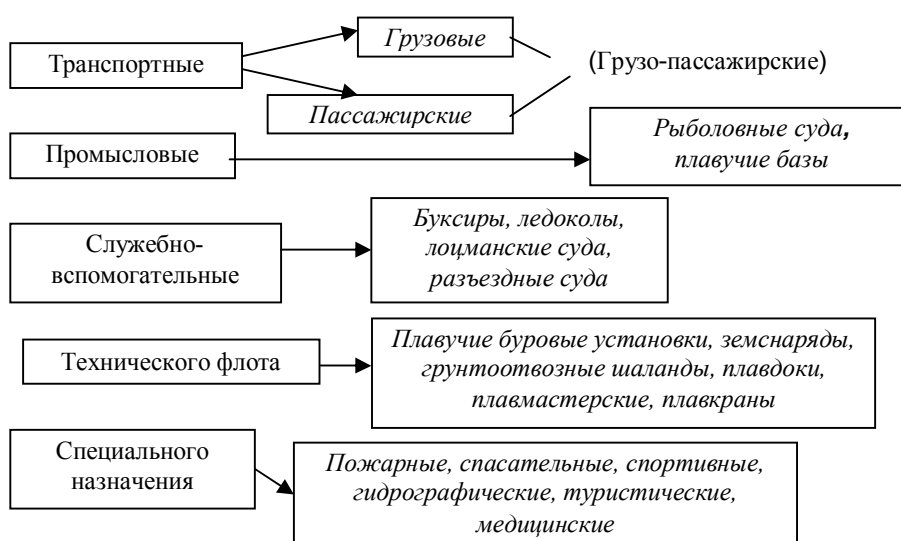 Грузовые
Транспортные
(Грузо-пассажирские)
Пассажирские
Рыболовные суда,
плавучие базы
Промысловые
Буксиры, ледоколы,
лоцманские суда,
разъездные суда
Служебно-
вспомогательные
Плавучие буровые установки, земснаряды,
грунтоотвозные шаланды, плавдоки,
плавмастерские, плавкраны
Технического флота
Специального
назначения
Пожарные, спасательные, спортивные,
гидрографические, туристические,
медицинские